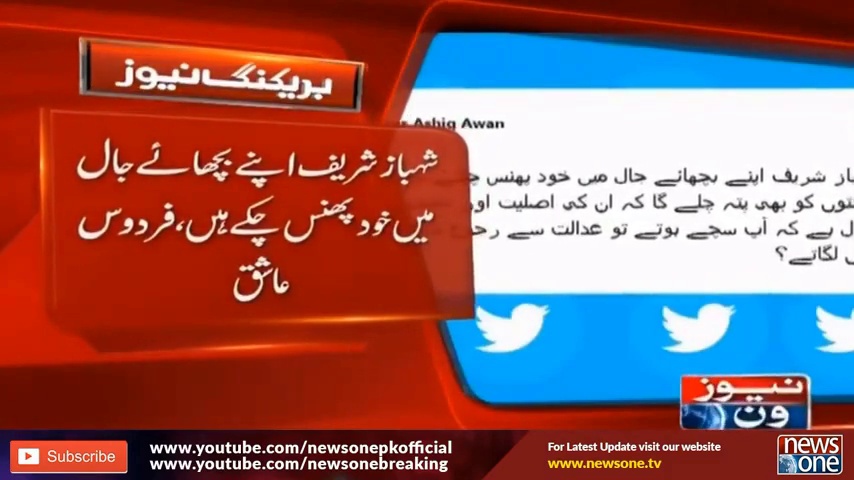 بریکنگ نیوز
شہباز شریف اپنے بچھائے جال
میں خود پھنس چکے ہیں، فردوس
عاشق
Ashiq Awan
شریف اپنے بچھائے جال میں خود پھنس
کو بھی پتہ چلے گا کہ ان کی اصلیت اور
ہے کہ آپ سچے ہوتے تو عدالت سے
لگاتے؟
نیوز
ون
Subscribe
www.youtube.com/newsonepkofficial
www.youtube.com/newsonebreaking
For Latest Update visit our website
www.newsone.tv
news
one